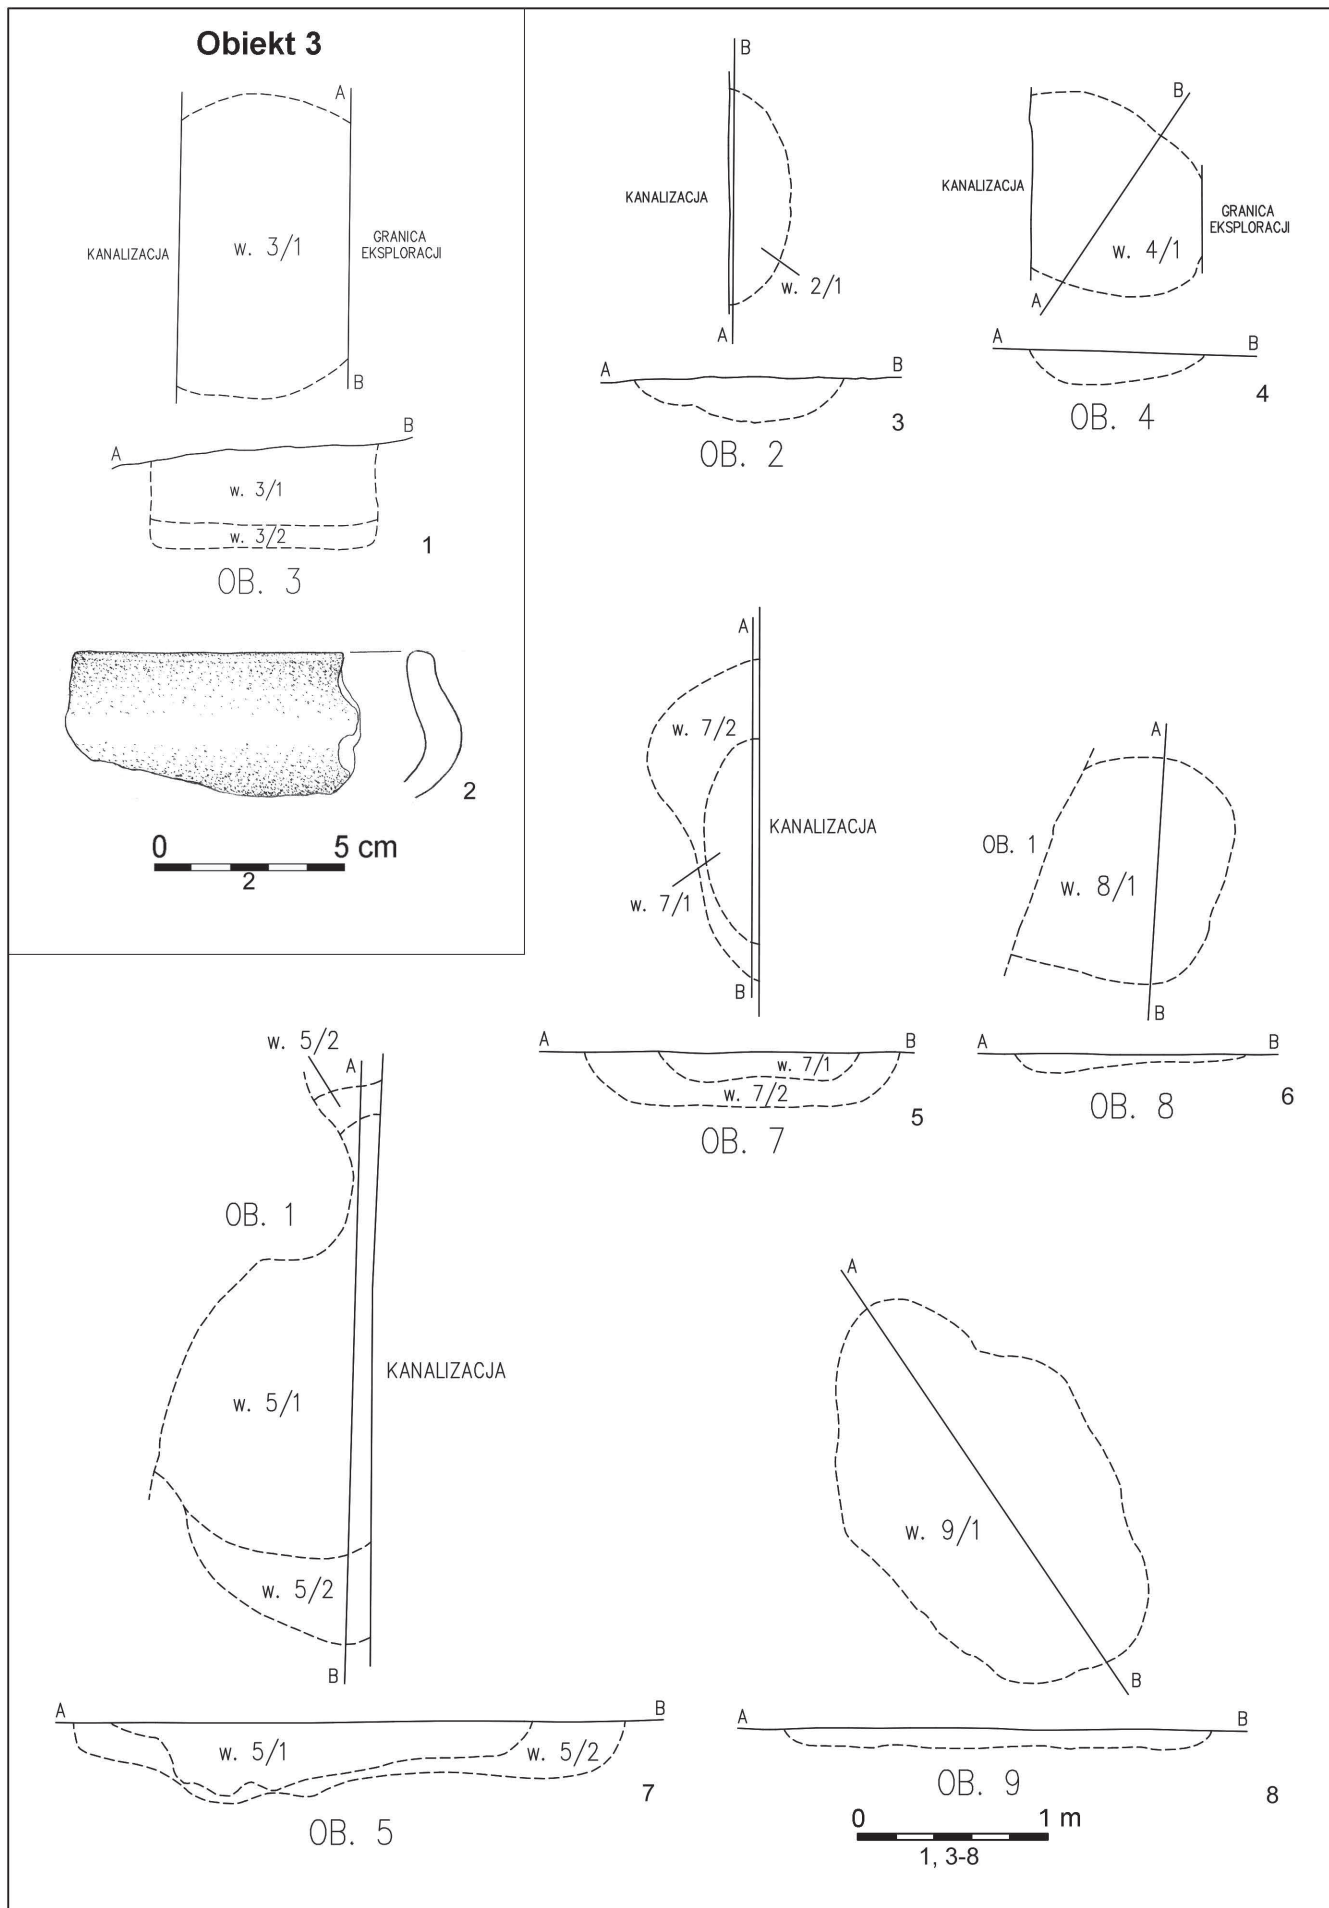 Obiekt 3
A
KANALIZACJA
w. 3/1
GRANICA
EKSPLORACJI
B
A
B
w. 3/1
w. 3/2
1
OB. 3
2
0 5 cm
2
B
KANALIZACJA
w. 2/1
A
A
B
3
OB. 2
B
KANALIZACJA
GRANICA
EKSPLORACJI
w. 4/1
A
A
B
4
OB. 4
A
w. 7/2
KANALIZACJA
w. 7/1
B
A
B
w. 7/1
w. 7/2
5
OB. 7
A
OB. 1
w. 8/1
B
A
B
6
OB. 8
w. 5/2
A
OB. 1
KANALIZACJA
w. 5/1
w. 5/2
B
A
B
w. 5/1
w. 5/2
7
OB. 5
A
w. 9/1
B
A
B
OB. 9
8
0 1 m
1, 3-8